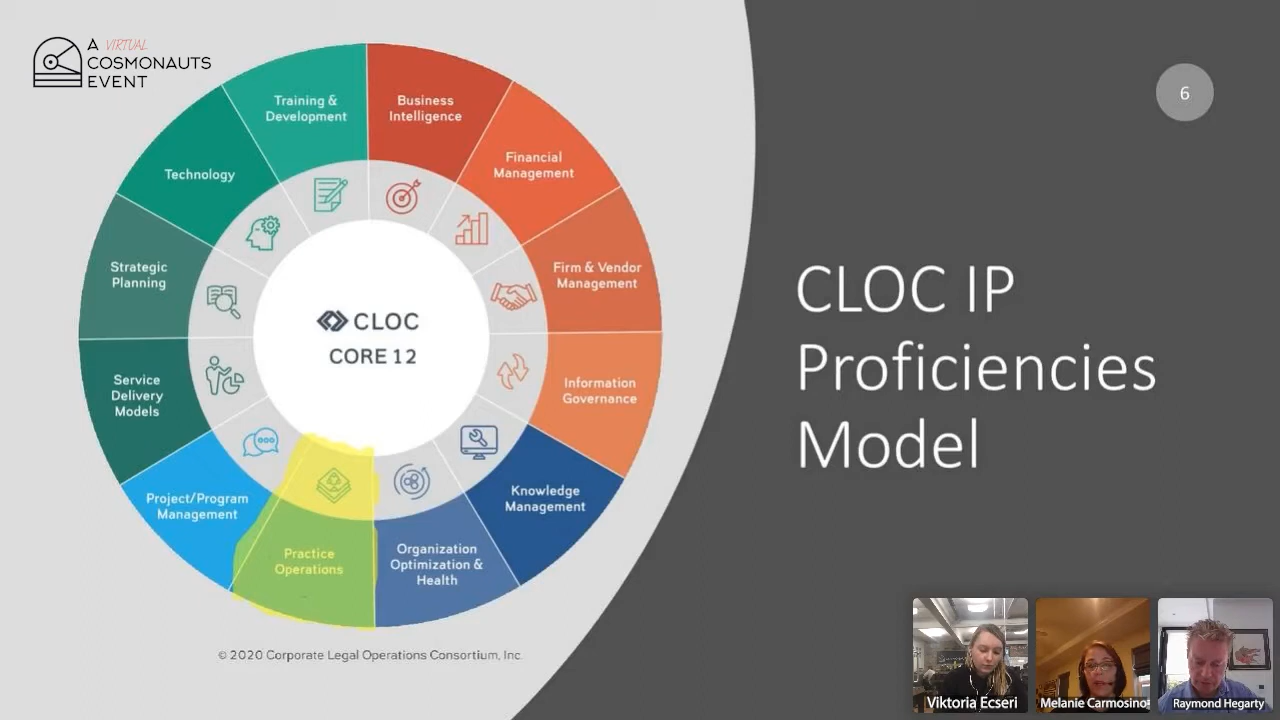 A VIRTUAL
COSMONAUTS
EVENT
Training &
Development
Business
Intelligence
Technology
Financial
Management
Strategic
Planning
Firm & Vendor
Management
CLOC
CORE 12
Service
Delivery
Models
Information
Governance
Project/Program
Management
Knowledge
Management
Practice
Operations
Organization
Optimization &
Health
© 2020 Corporate Legal Operations Consortium, Inc.
6
CLOC IP
Proficiencies
Model
Viktoria Ecseri
Melanie Carmosino
Raymond Hegarty